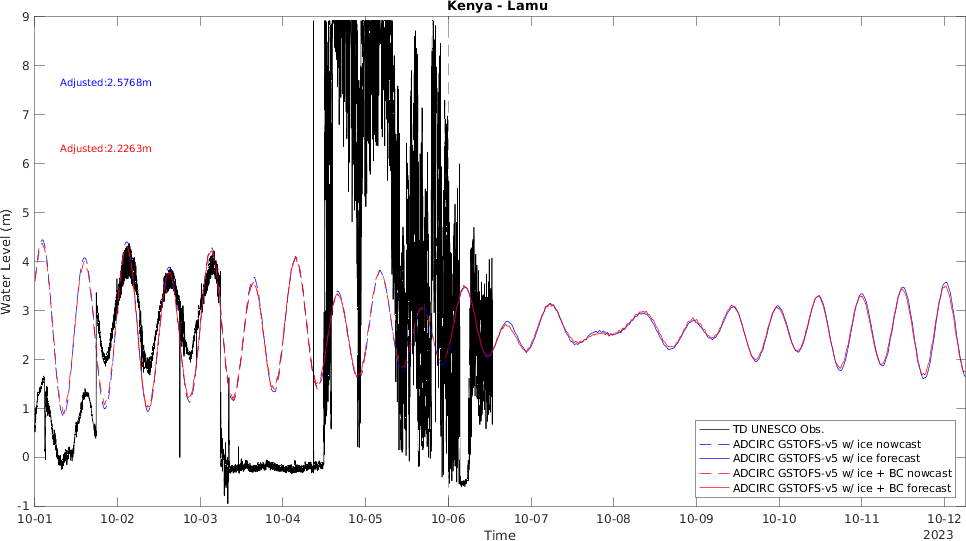 Kenya - Lamu
Water Level (m)
9
8
7
6
5
4
3
2
1
0
-1
Adjusted:2.5768m
Adjusted:2.2263m
TD UNESCO Obs.
ADCIRC GSTOFS-v5 w/ ice nowcast
ADCIRC GSTOFS-v5 w/ ice forecast
ADCIRC GSTOFS-v5 w/ ice + BC nowcast
ADCIRC GSTOFS-v5 w/ ice + BC forecast
10-01 10-02 10-03 10-04 10-05 10-06 10-07 10-08 10-09 10-10 10-11 10-12
Time
2023